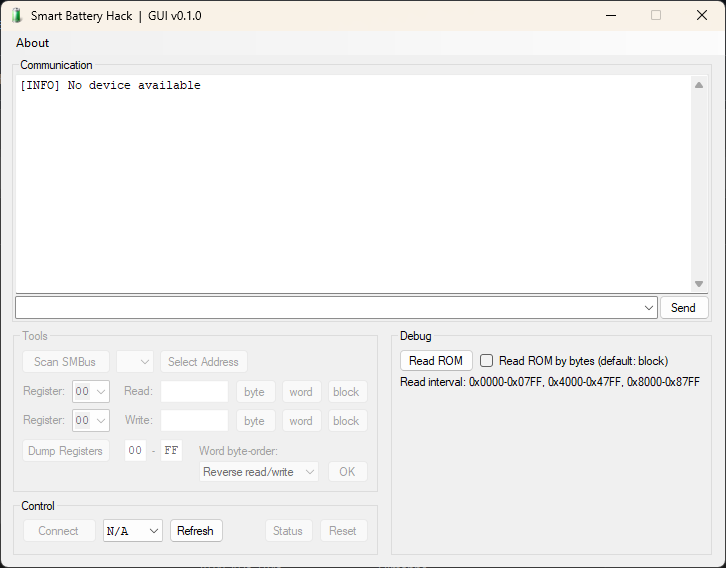 Smart Battery Hack | GUI v0.1.0
About
Communication
[INFO] No device available
Send
Tools
Scan SMBus Select Address
Register: 00 Read: byte word block
Register: 00 Write: byte word block
Dump Registers 00 - FF Word byte-order:
Reverse read/write OK
Control
Connect N/A Refresh Status Reset
Debug
Read ROM Read ROM by bytes (default: block)
Read interval: 0x0000-0x07FF, 0x4000-0x47FF, 0x8000-0x87FF